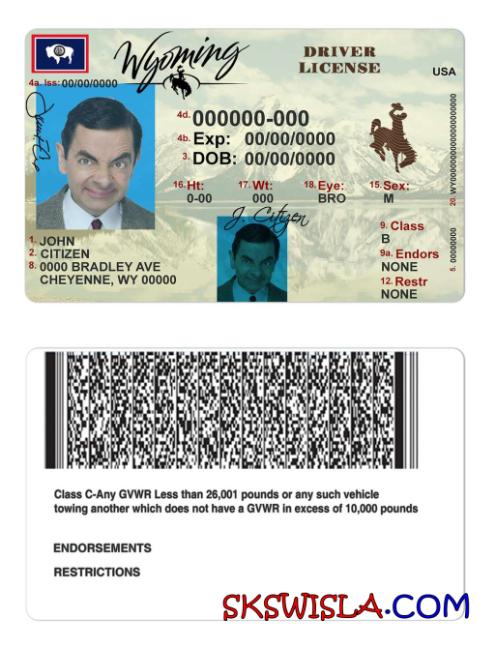 Wyoming
DRIVER
LICENSE
USA
4a. Iss: 00/00/0000
4d. 000000-000
4b. Exp: 00/00/0000
3. DOB: 00/00/0000
16. Ht: 17. Wt: 18. Eye: 15. Sex:
0-00 000 BRO M
J. Citizen
1. JOHN
2. CITIZEN
8. 0000 BRADLEY AVE
CHEYENNE, WY 00000
9. Class
B
9a. Endors
NONE
12. Restr
NONE
5. 00000000
Class C-Any GVWR Less than 26,001 pounds or any such vehicle
towing another which does not have a GVWR in excess of 10,000 pounds
ENDORSEMENTS
RESTRICTIONS
SKSWISLA.COM